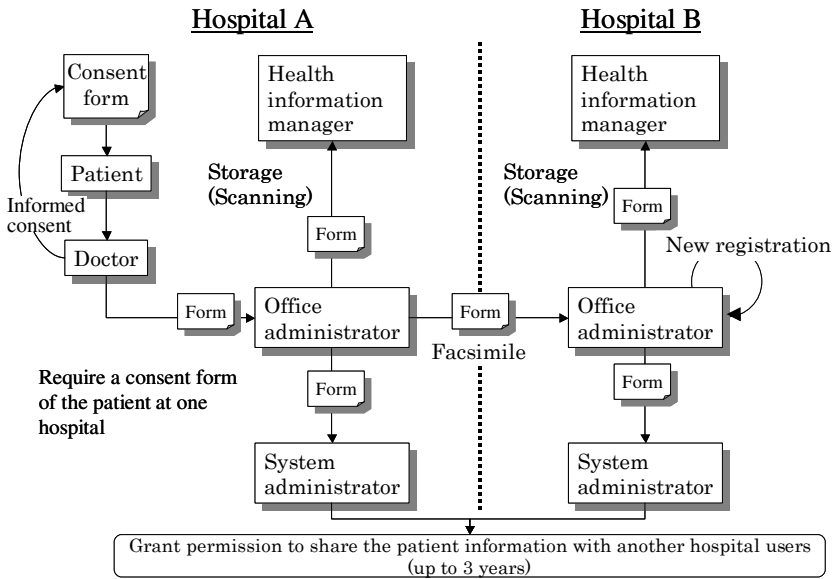 Hospital A
Hospital B
Consent
form
Health
information
manager
Health
information
manager
Patient
Storage
(Scanning)
Storage
(Scanning)
Informed
consent
Form
Form
Doctor
New registration
Form
Office
administrator
Form
Office
administrator
Facsimile
Require a consent form
of the patient at one
hospital
Form
Form
System
administrator
System
administrator
Grant permission to share the patient information with another hospital users
(up to 3 years)